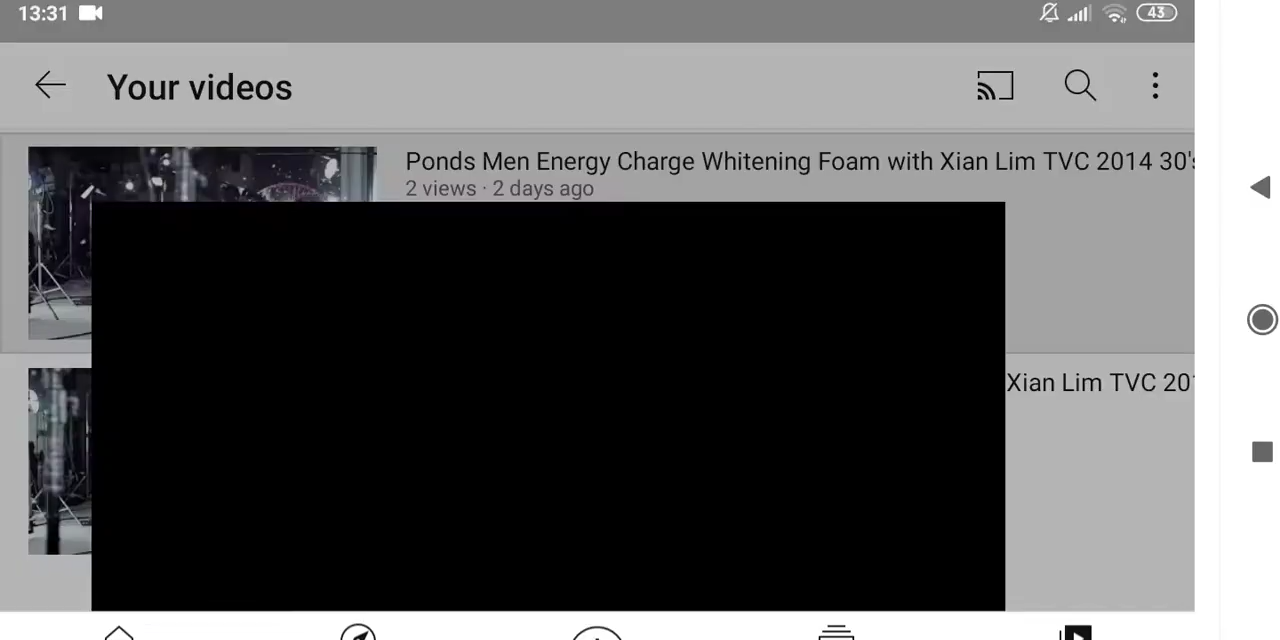 13:31
43
Your videos
Ponds Men Energy Charge Whitening Foam with Xian Lim TVC 2014 30's
2 views · 2 days ago
Xian Lim TVC 201